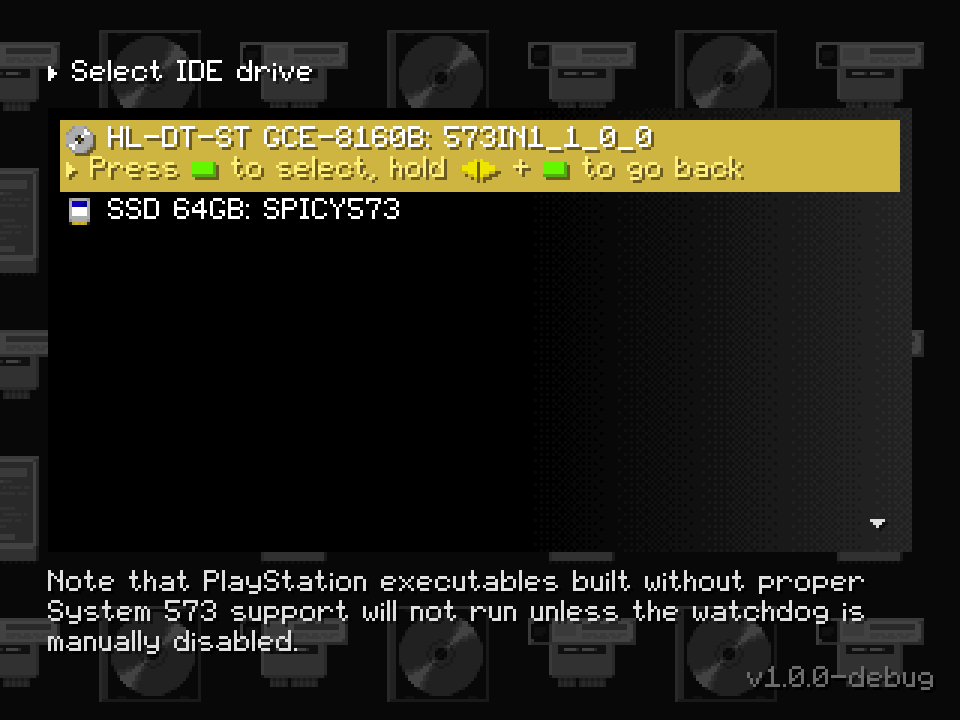 Select IDE drive
HL-DT-ST GCE-8160B: 573IN1_1_0_0
Press to select, hold + to go back
SSD 64GB: SPICY573
Note that PlayStation executables built without proper
System 573 support will not run unless the watchdog is
manually disabled.
v1.0.0-debug